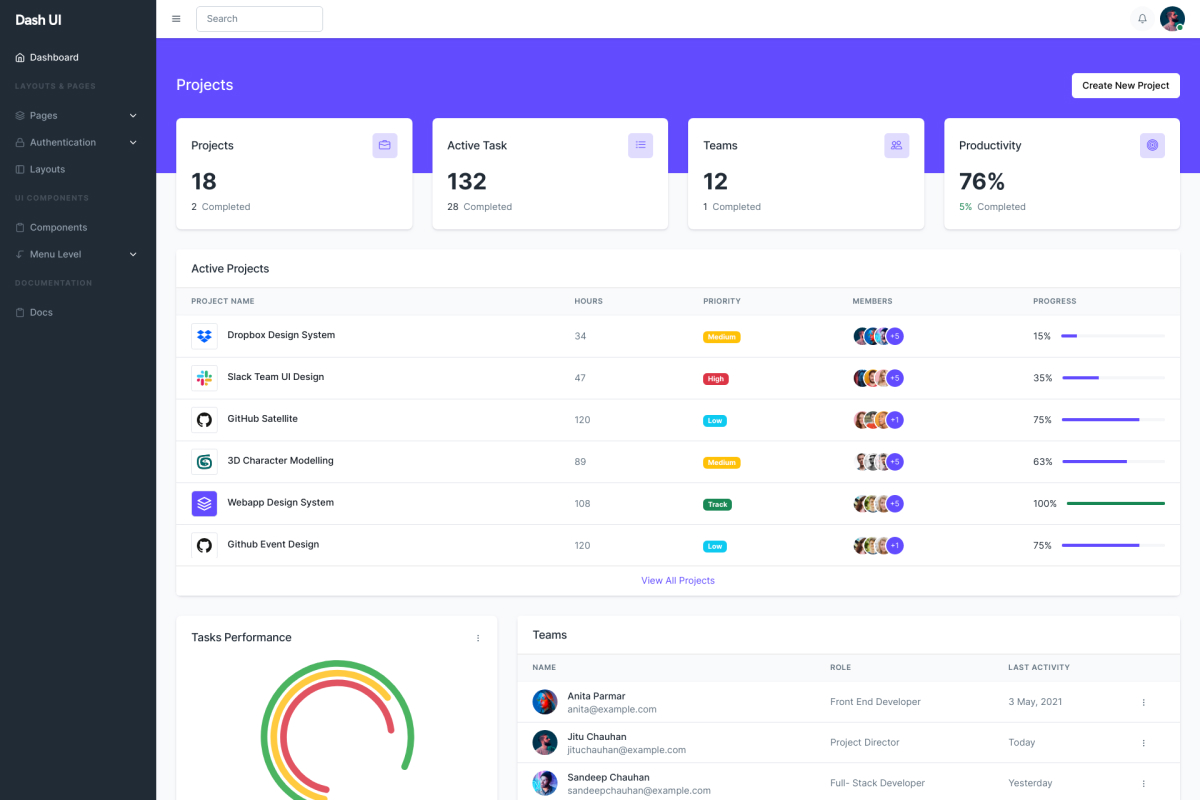 Dash UI
Search
Dashboard
LAYOUTS & PAGES
Pages
Authentication
Layouts
UI COMPONENTS
Components
Menu Level
DOCUMENTATION
Docs
Projects
Create New Project
Projects
18
2 Completed
Active Task
132
28 Completed
Teams
12
1 Completed
Productivity
76%
5% Completed
Active Projects
PROJECT NAME HOURS PRIORITY MEMBERS PROGRESS
Dropbox Design System 34 Medium +5 15%
Slack Team UI Design 47 High +5 35%
GitHub Satellite 120 Low +1 75%
3D Character Modelling 89 Medium +5 63%
Webapp Design System 108 Track +5 100%
Github Event Design 120 Low +1 75%
View All Projects
Tasks Performance
Teams
NAME ROLE LAST ACTIVITY
Anita Parmar
anita@example.com
Front End Developer 3 May, 2021
Jitu Chauhan
jituchauhan@example.com
Project Director Today
Sandeep Chauhan
sandeepchauhan@example.com
Full- Stack Developer Yesterday